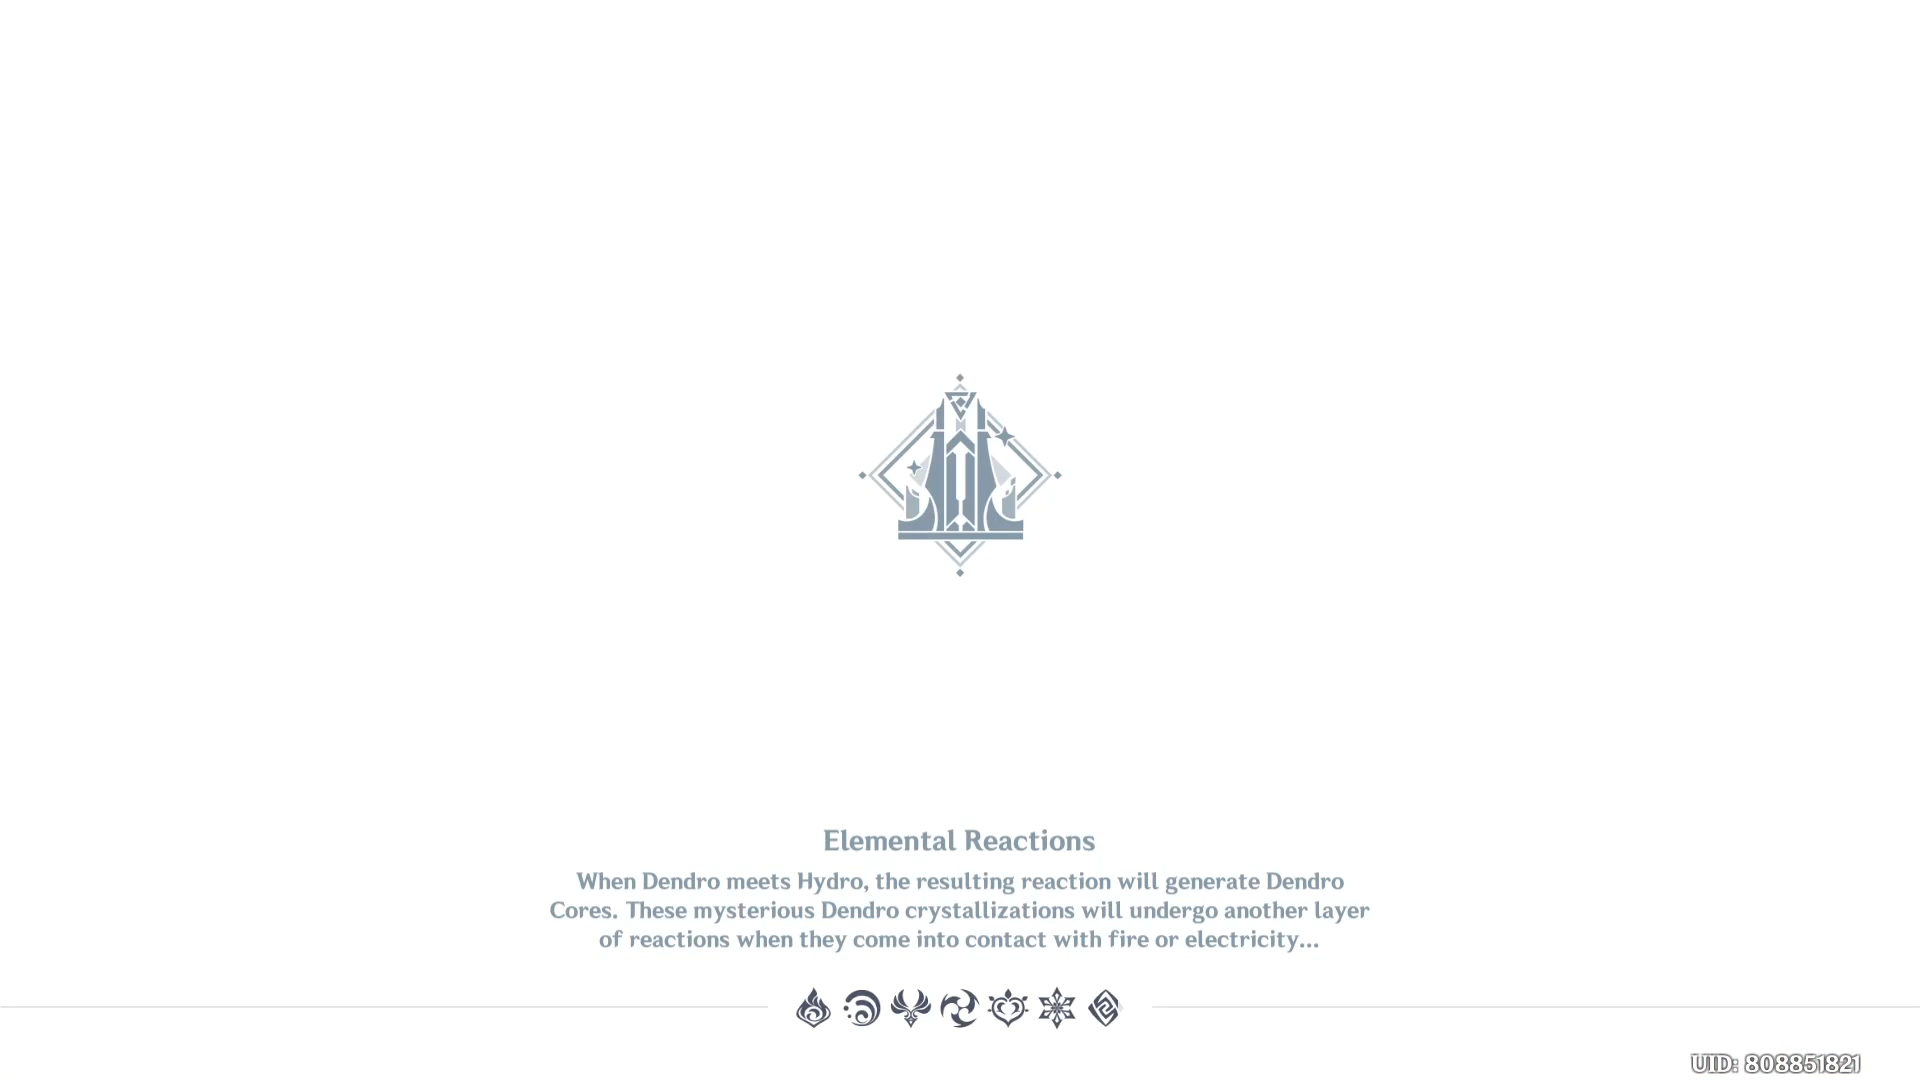 Elemental Reactions
When Dendro meets Hydro, the resulting reaction will generate Dendro
Cores. These mysterious Dendro crystallizations will undergo another layer
of reactions when they come into contact with fire or electricity...
UID: 808851821